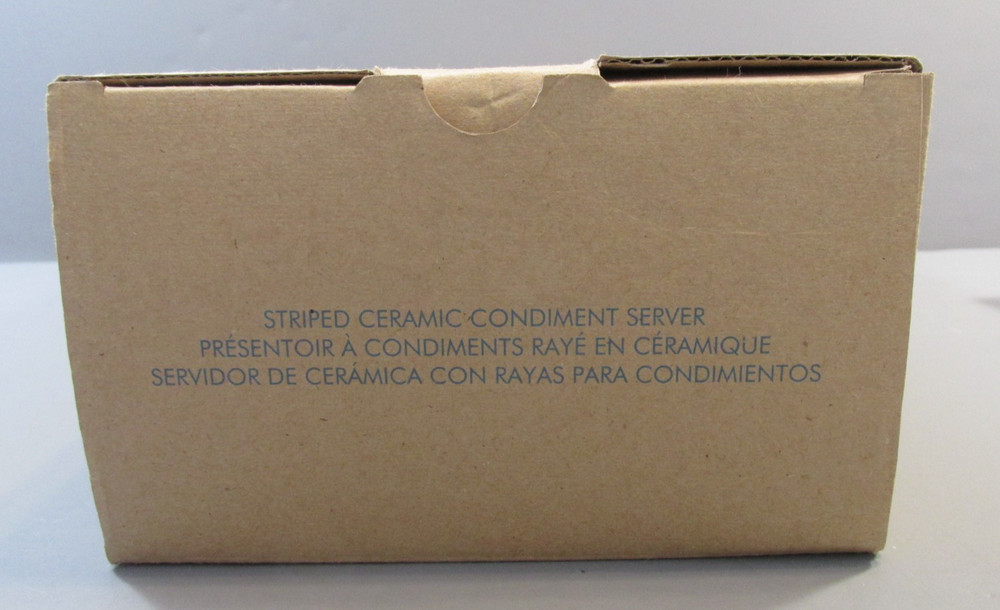 STRIPED CERAMIC CONDIMENT SERVER
PRÉSENTOIR À CONDIMENTS RAYÉ EN CÉRAMIQUE
SERVIDOR DE CERÁMICA CON RAYAS PARA CONDIMIENTOS